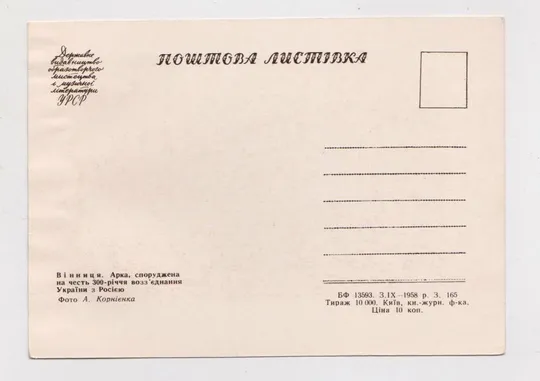 Державне
видавництво
образотворчого
мистецтва
і музичної
літератури
УРСР
ПОШТОВА ЛИСТІВКА
Вінниця. Арка, споруджена
на честь 300-річчя возз'єднання
України з Росією
Фото А. Корнієнка
БФ 13593. 3.IX—1958 р. З. 165
Тираж 10 000. Київ, кн.-журн. ф-ка.
Ціна 10 коп.